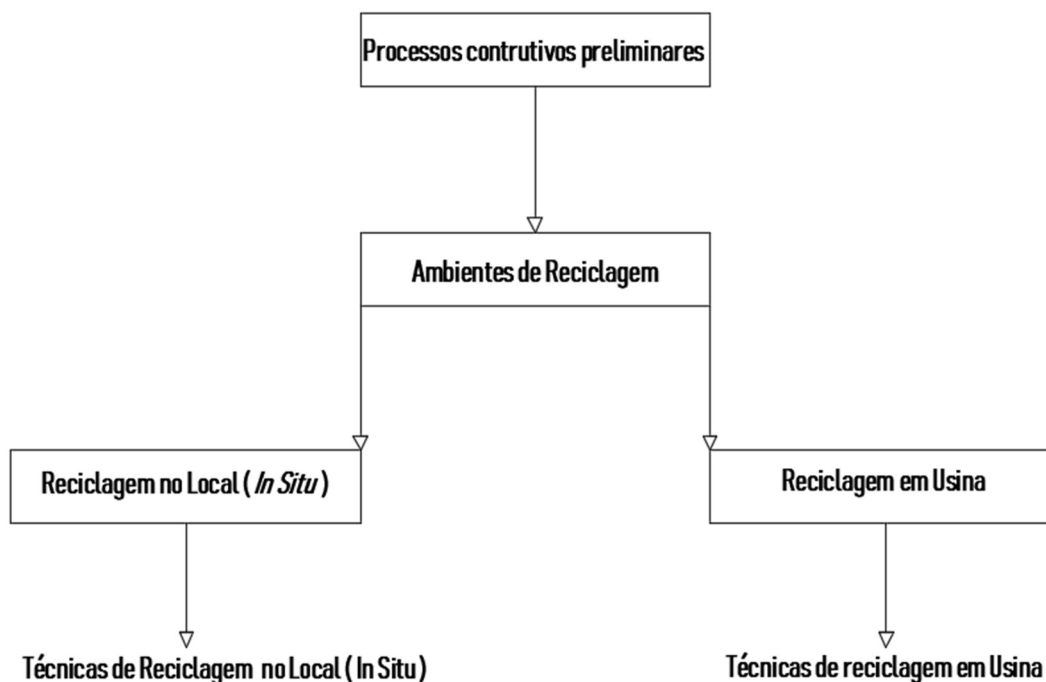 Processos contrutivos preliminares
Ambientes de Reciclagem
Reciclagem no Local ( In Situ )
Reciclagem em Usina
Técnicas de Reciclagem no Local ( In Situ )
Técnicas de reciclagem em Usina